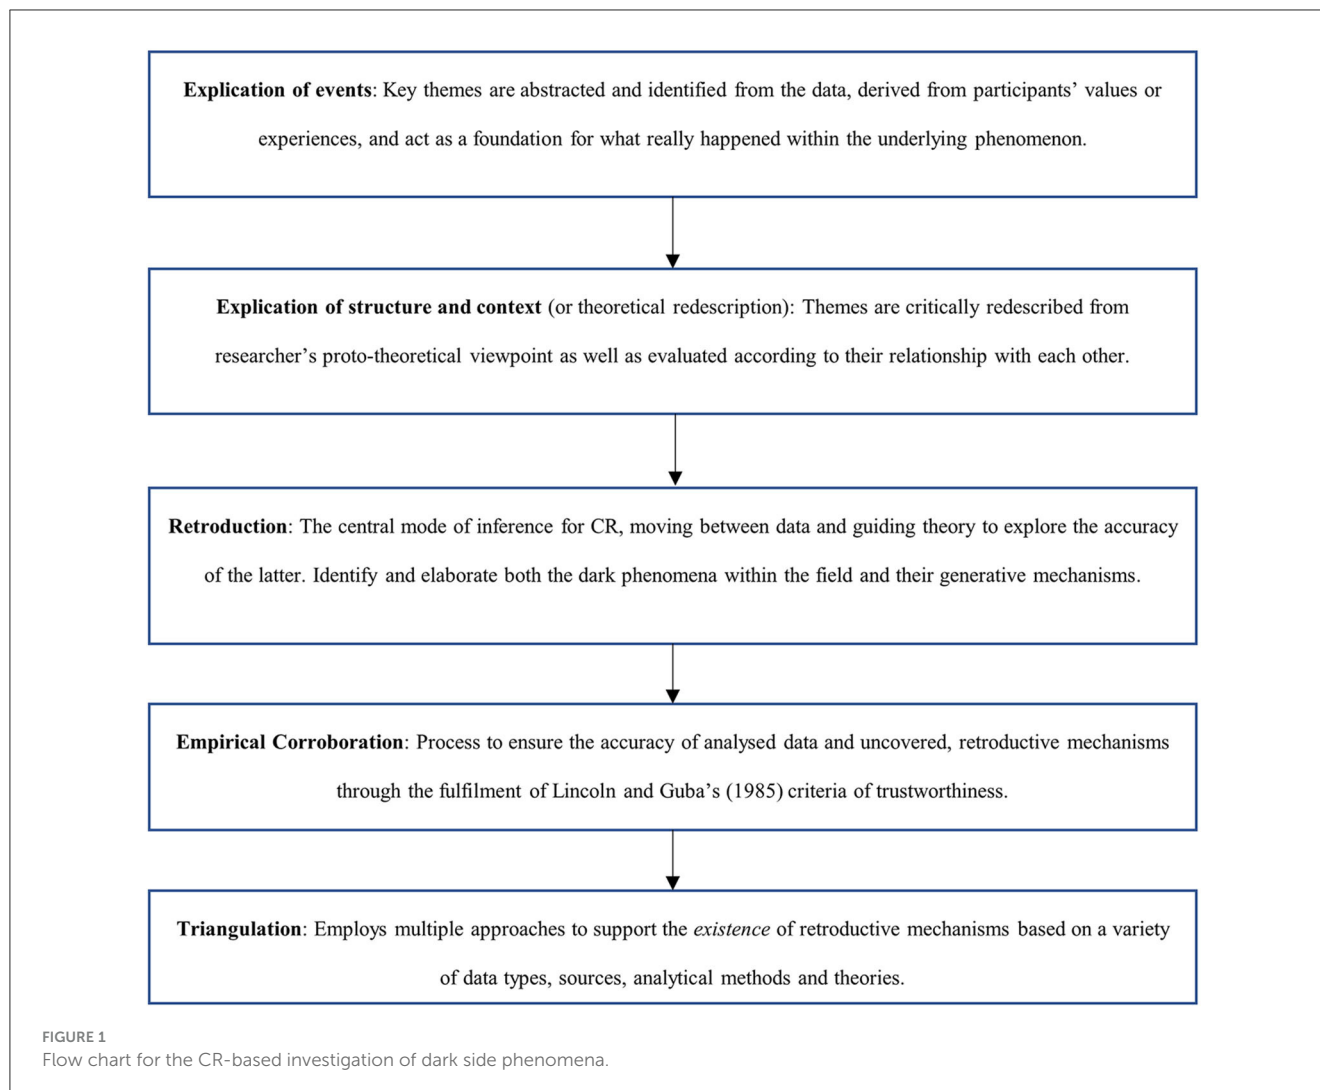 Explication of events: Key themes are abstracted and identified from the data, derived from participants’ values or
experiences, and act as a foundation for what really happened within the underlying phenomenon.
Explication of structure and context (or theoretical redescription): Themes are critically redescribed from
researcher’s proto-theoretical viewpoint as well as evaluated according to their relationship with each other.
Retroduction: The central mode of inference for CR, moving between data and guiding theory to explore the accuracy
of the latter. Identify and elaborate both the dark phenomena within the field and their generative mechanisms.
Empirical Corroboration: Process to ensure the accuracy of analysed data and uncovered, retroductive mechanisms
through the fulfilment of Lincoln and Guba’s (1985) criteria of trustworthiness.
Triangulation: Employs multiple approaches to support the existence of retroductive mechanisms based on a variety
of data types, sources, analytical methods and theories.
FIGURE 1
Flow chart for the CR-based investigation of dark side phenomena.